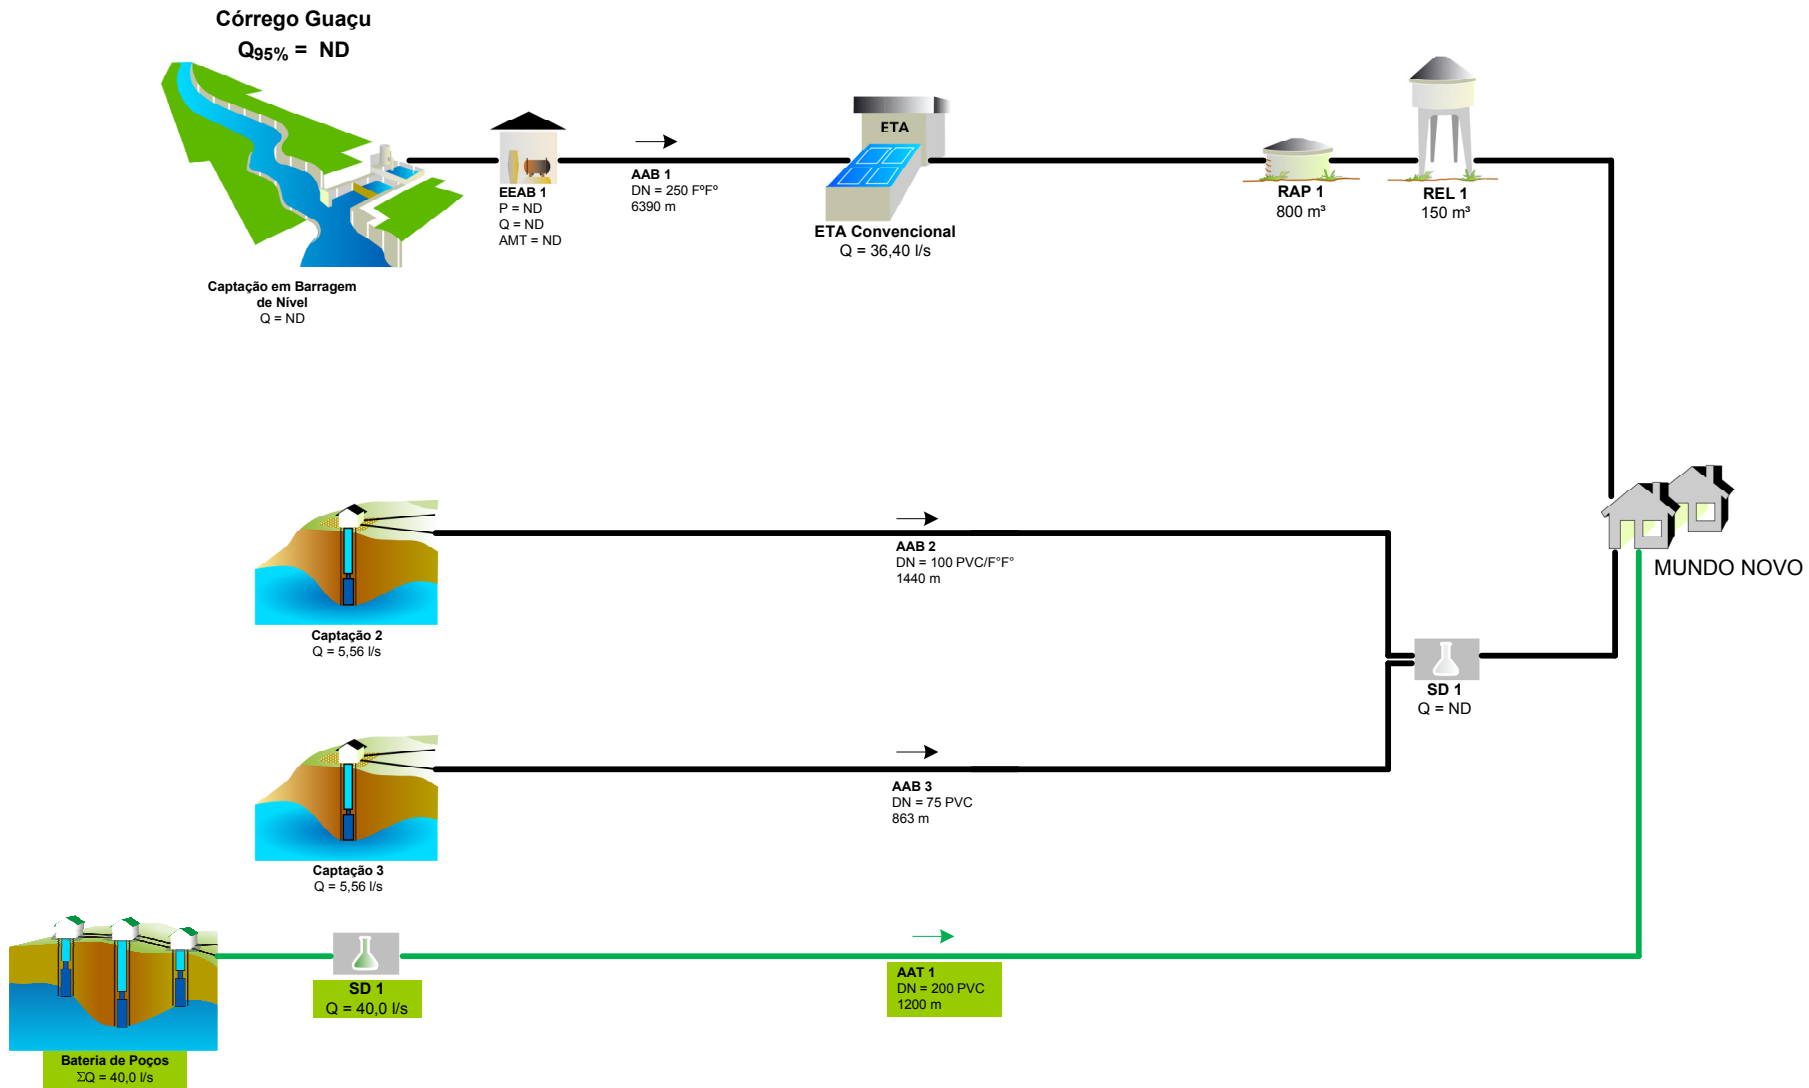 Córrego Guaçu
Q95% = ND
ETA
EEAB 1
P = ND
Q = ND
AMT = ND
AAB 1
DN = 250 FºFº
6390 m
ETA Convencional
Q = 36,40 l/s
RAP 1
800 m³
REL 1
150 m³
Captação em Barragem
de Nível
Q = ND
AAB 2
DN = 100 PVC/F°F°
1440 m
MUNDO NOVO
Captação 2
Q = 5,56 l/s
SD 1
Q = ND
AAB 3
DN = 75 PVC
863 m
Captação 3
Q = 5,56 l/s
SD 1
Q = 40,0 l/s
AAT 1
DN = 200 PVC
1200 m
Bateria de Poços
ΣQ = 40,0 l/s